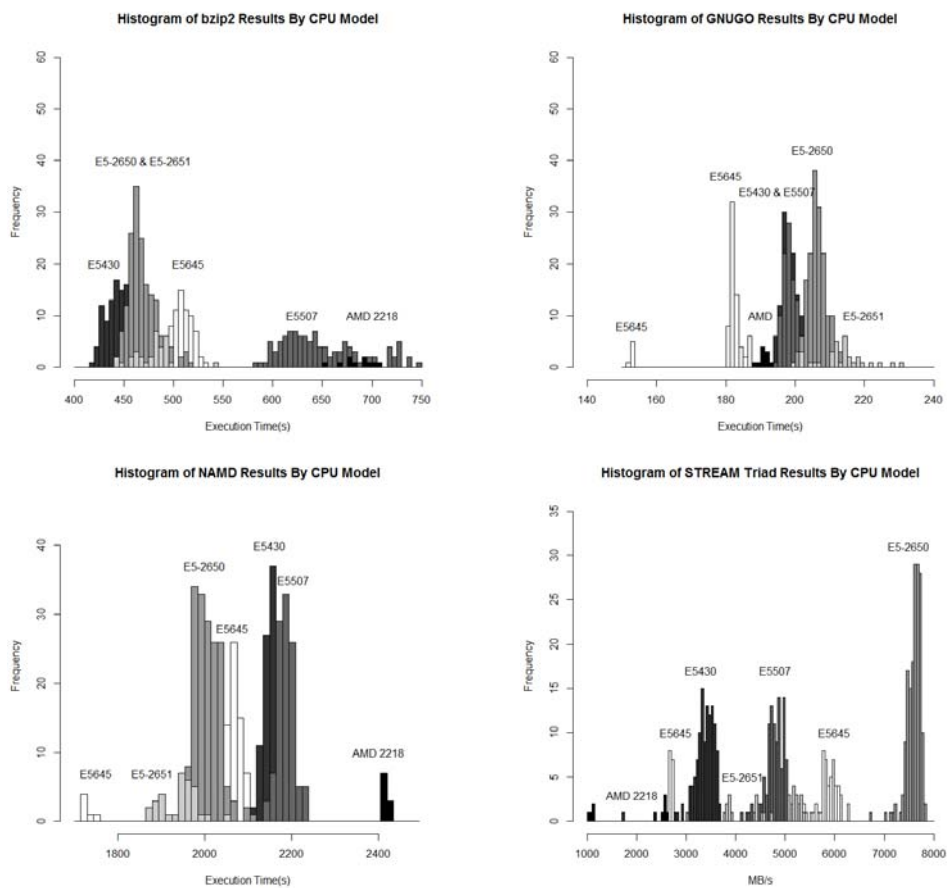 Histogram of bzip2 Results By CPU Model
Frequency
60
50
40
30
20
10
0
E5-2650 & E5-2651
E5430
E5645
E5507
AMD 2218
400 450 500 550 600 650 700 750
Execution Time(s)
Histogram of GNUGO Results By CPU Model
Frequency
60
50
40
30
20
10
0
E5-2650
E5645
E5430 & E5507
AMD
E5-2651
E5645
140 160 180 200 220 240
Execution Time(s)
Histogram of NAMD Results By CPU Model
Frequency
40
30
20
10
0
E5430
E5-2650
E5507
E5645
AMD 2218
E5645
E5-2651
1800 2000 2200 2400
Execution Time(s)
Histogram of STREAM Triad Results By CPU Model
Frequency
35
30
25
20
15
10
5
0
E5-2650
E5430
E5507
E5645
E5645
E5-2651
AMD 2218
1000 2000 3000 4000 5000 6000 7000 8000
MB/s